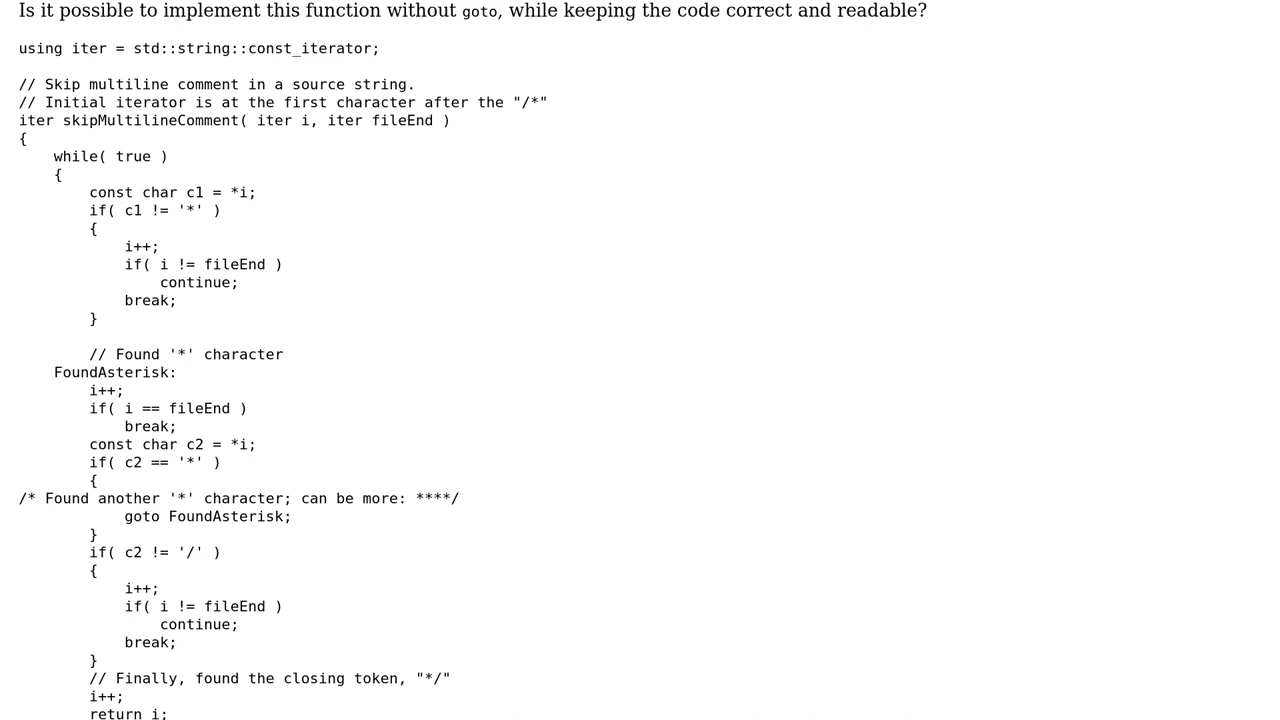 Is it possible to implement this function without goto, while keeping the code correct and readable?
using iter = std::string::const_iterator;
// Skip multiline comment in a source string.
// Initial iterator is at the first character after the "/*"
iter skipMultilineComment( iter i, iter fileEnd )
{
    while( true )
    {
        const char c1 = *i;
        if( c1 != '*' )
        {
            i++;
            if( i != fileEnd )
                continue;
            break;
        }
        // Found '*' character
    FoundAsterisk:
        i++;
        if( i == fileEnd )
            break;
        const char c2 = *i;
        if( c2 == '*' )
        {
/* Found another '*' character; can be more: ****/
            goto FoundAsterisk;
        }
        if( c2 != '/' )
        {
            i++;
            if( i != fileEnd )
                continue;
            break;
        }
        // Finally, found the closing token, "*/"
        i++;
        return i;